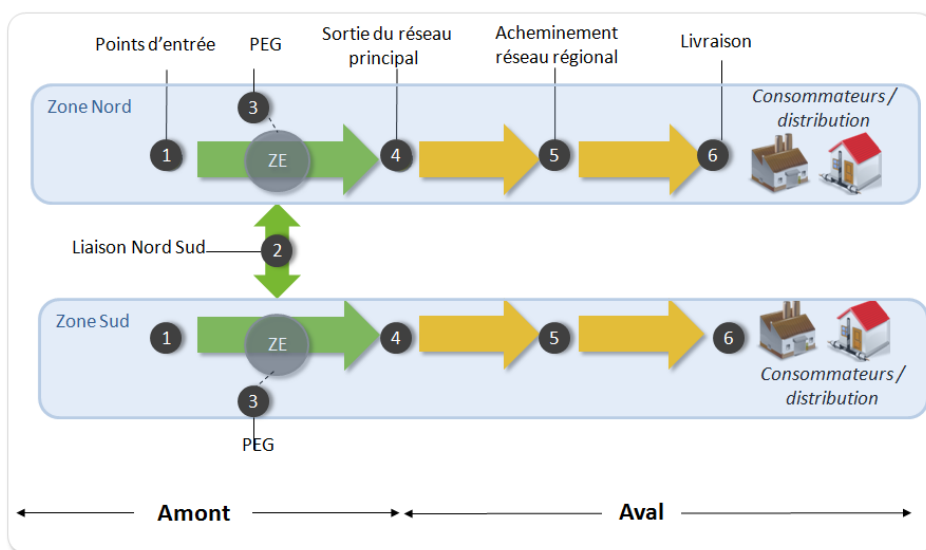 Points d'entrée
PEG
Sortie du réseau
principal
Acheminement
réseau régional
Livraison
Zone Nord
3
Consommateurs /
distribution
1
ZE
4
5
6
Liaison Nord Sud
2
Zone Sud
1
ZE
4
5
6
Consommateurs /
distribution
3
PEG
Amont
Aval